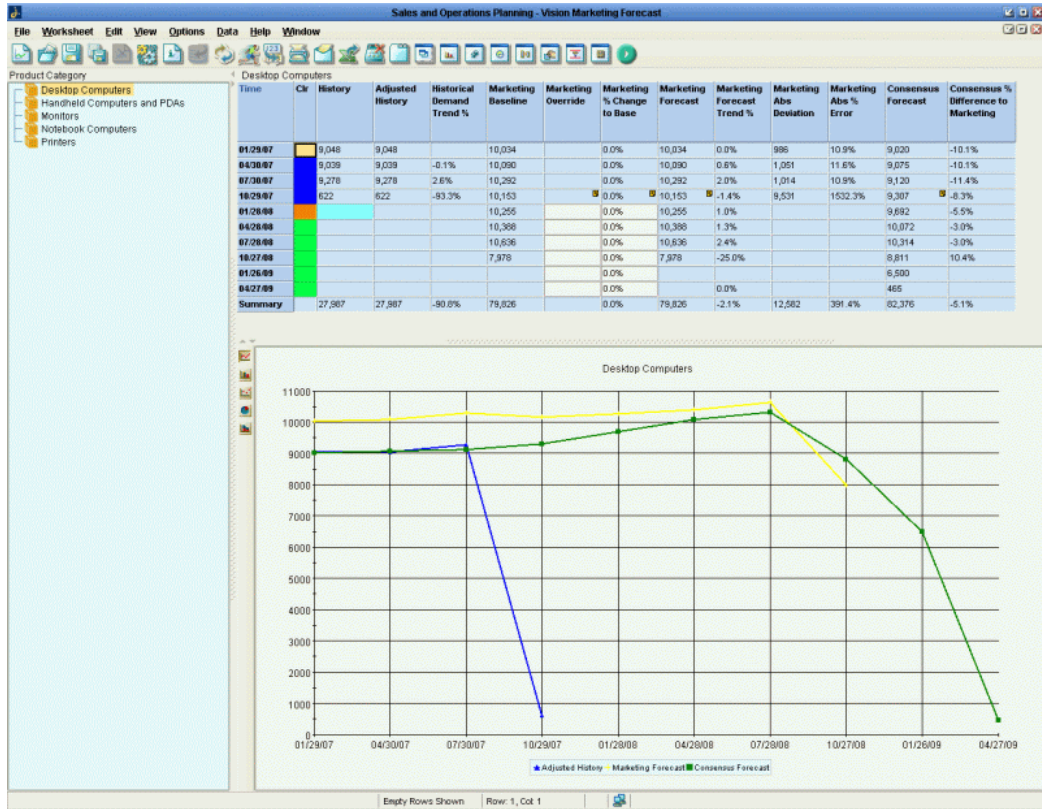 Sales and Operations Planning - Vision Marketing Forecast
File Worksheet Edit View Options Data Help Window
Product Category
Desktop Computers
Handheld Computers and PDAs
Monitors
Notebook Computers
Printers
Desktop Computers
Time Clr History Adjusted History Historical Demand Trend % Marketing Baseline Marketing Override Marketing % Change to Base Marketing Forecast Marketing Forecast Trend % Marketing Abs Deviation Marketing Abs % Error Consensus Forecast Consensus % Difference to Marketing
01/29/07 9,048 9,048 10,034 0.0% 10,034 0.0% 986 10.9% 9,020 -10.1%
04/30/07 9,039 9,039 -0.1% 10,090 0.0% 10,090 0.6% 1,051 11.6% 9,075 -10.1%
07/30/07 9,278 9,278 2.6% 10,292 0.0% 10,292 2.0% 1,014 10.9% 9,120 -11.4%
10/29/07 622 622 -93.3% 10,153 0.0% 10,153 -1.4% 9,531 1532.3% 9,307 -8.3%
01/28/08 10,255 0.0% 10,255 1.0% 9,692 -5.5%
04/28/08 10,388 0.0% 10,388 1.3% 10,072 -3.0%
07/28/08 10,636 0.0% 10,636 2.4% 10,314 -3.0%
10/27/08 7,978 0.0% 7,978 -25.0% 8,811 10.4%
01/26/09 0.0% 6,500
04/27/09 0.0% 0.0% 465
Summary 27,987 27,987 -90.8% 79,826 0.0% 79,826 -2.1% 12,582 391.4% 82,376 -5.1%
Desktop Computers
11000
10000
9000
8000
7000
6000
5000
4000
3000
2000
1000
0
01/29/07 04/30/07 07/30/07 10/29/07 01/28/08 04/28/08 07/28/08 10/27/08 01/26/09 04/27/09
Adjusted History Marketing Forecast Consensus Forecast
Empty Rows Shown Row: 1, Col: 1